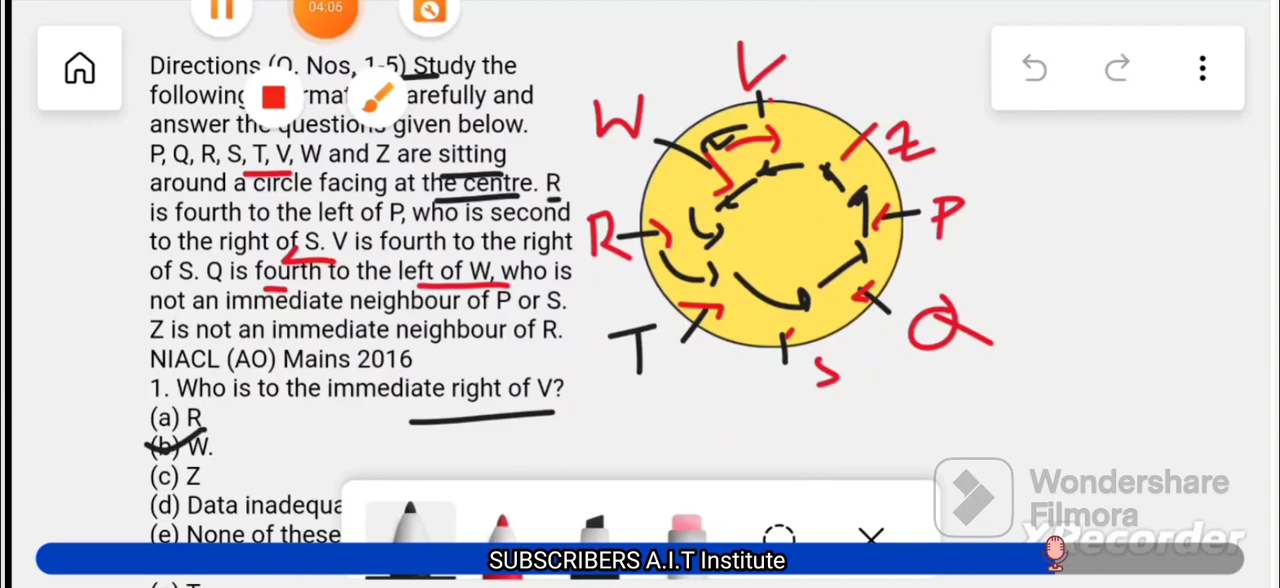 04:06
Directions (Q. Nos, 1-5) Study the
following arefully and
answer the questions given below.
P, Q, R, S, T, V, W and Z are sitting
around a circle facing at the centre. R
is fourth to the left of P, who is second
to the right of S. V is fourth to the right
of S. Q is fourth to the left of W, who is
not an immediate neighbour of P or S.
Z is not an immediate neighbour of R.
NIACL (AO) Mains 2016
1. Who is to the immediate right of V?
(a) R
(b) W.
(c) Z
(d) Data inadequa
(e) None of these
V
W
Z
R
P
T
S
Q
Wondershare
Filmora
XRecorder
SUBSCRIBERS A.I.T Institute